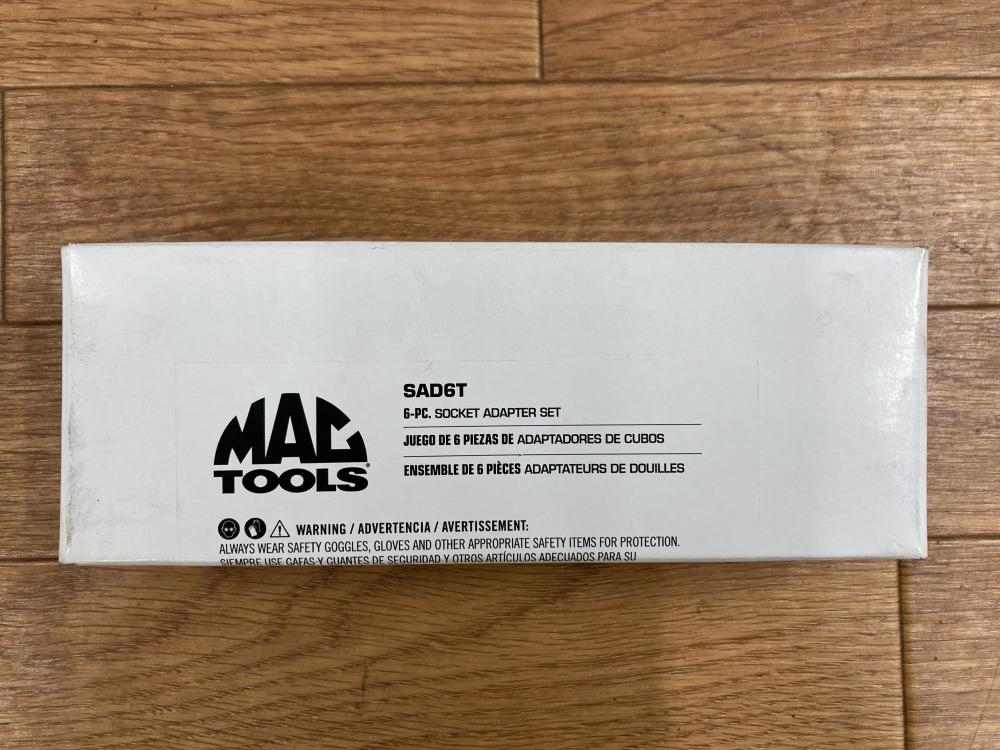 SAD6T
6-PC. SOCKET ADAPTER SET
JUEGO DE 6 PIEZAS DE ADAPTADORES DE CUBOS
ENSEMBLE DE 6 PIÈCES ADAPTATEURS DE DOUILLES
MAC
TOOLS®
WARNING / ADVERTENCIA / AVERTISSEMENT:
ALWAYS WEAR SAFETY GOGGLES, GLOVES AND OTHER APPROPRIATE SAFETY ITEMS FOR PROTECTION.
SIEMPRE USE GAFAS Y GUANTES DE SEGURIDAD Y OTROS ARTÍCULOS ADECUADOS PARA SU